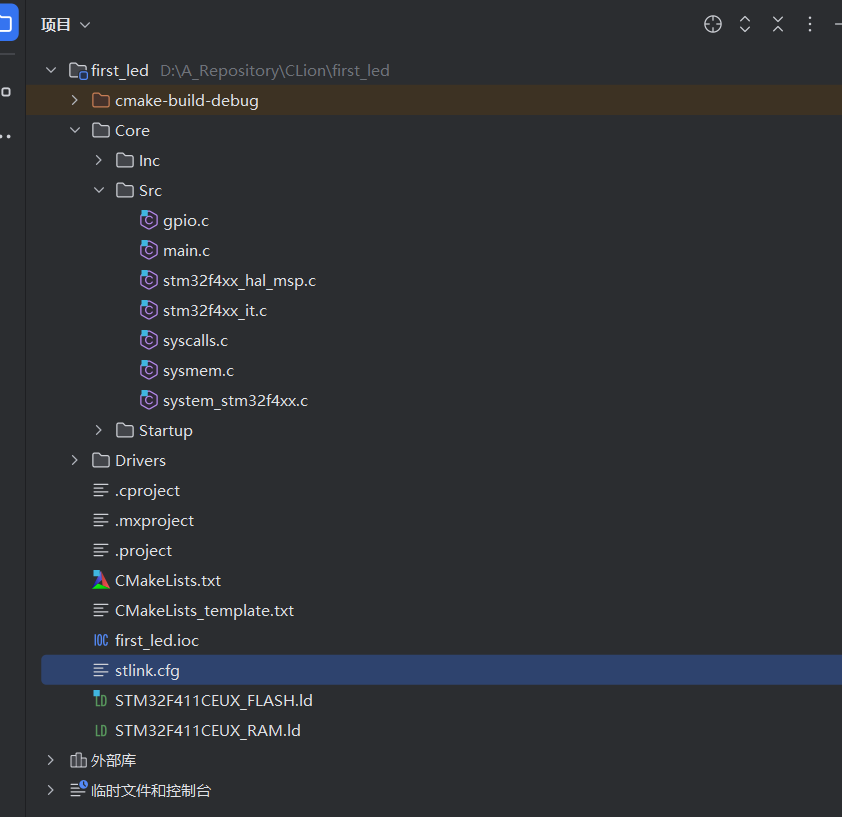 项目
first_led D:\A_Repository\CLion\first_led
cmake-build-debug
Core
Inc
Src
gpio.c
main.c
stm32f4xx_hal_msp.c
stm32f4xx_it.c
syscalls.c
sysmem.c
system_stm32f4xx.c
Startup
Drivers
.cproject
.mxproject
.project
CMakeLists.txt
CMakeLists_template.txt
IOC first_led.ioc
stlink.cfg
LD STM32F411CEUX_FLASH.ld
LD STM32F411CEUX_RAM.ld
外部库
临时文件和控制台